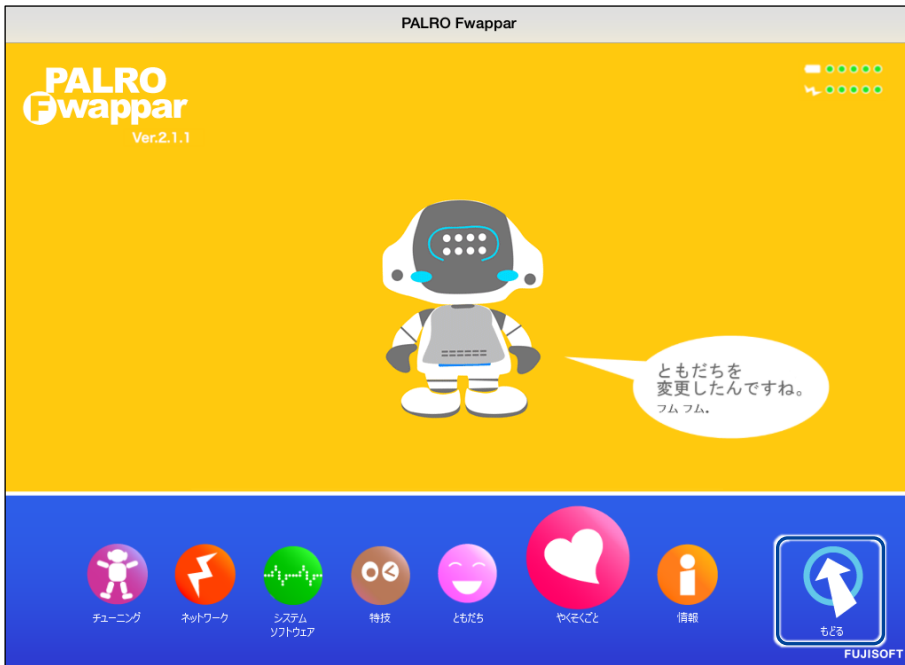 PALRO Fwappar
PALRO
Fwappar
Ver.2.1.1
ともだちを
変更したんですね。
フム フム.
チューニング
ネットワーク
システム
ソフトウェア
特技
ともだち
やくそくごと
情報
もどる
FUJISOFT